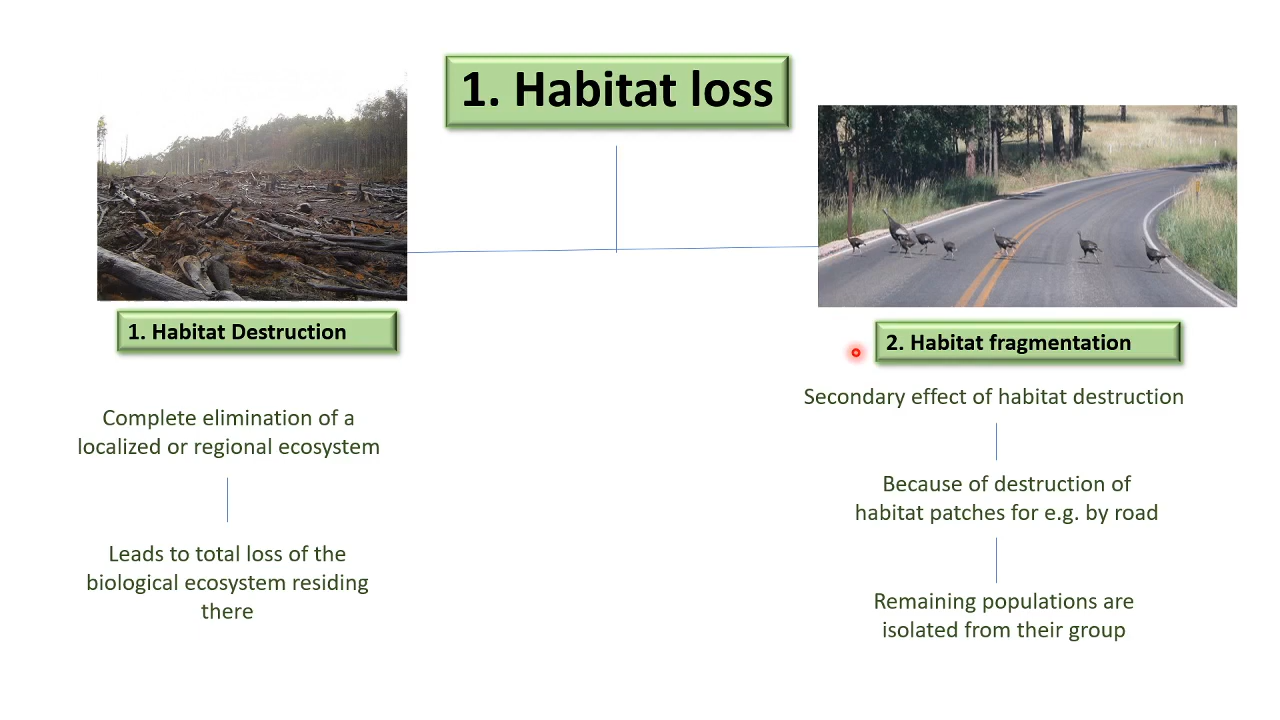 1. Habitat loss
1. Habitat Destruction
Complete elimination of a
localized or regional ecosystem
Leads to total loss of the
biological ecosystem residing
there
2. Habitat fragmentation
Secondary effect of habitat destruction
Because of destruction of
habitat patches for e.g. by road
Remaining populations are
isolated from their group